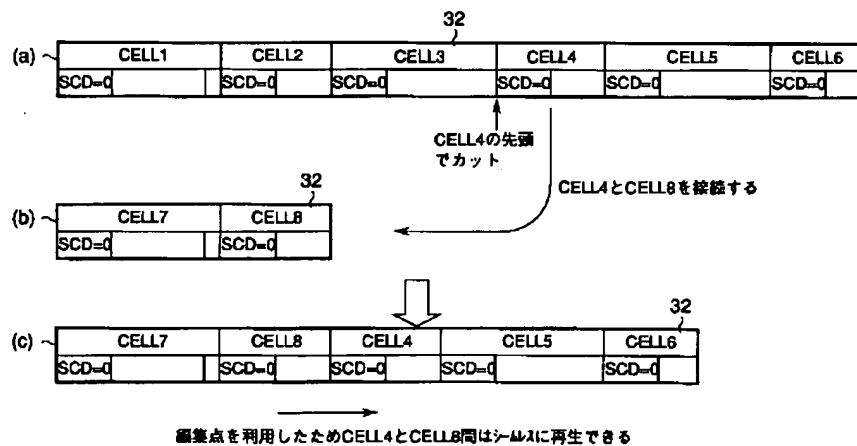 32
(a) CELL1 CELL2 CELL3 CELL4 CELL5 CELL6
SCD=0 SCD=0 SCD=0 SCD=0 SCD=0 SCD=0
CELL4の先頭
でカット
CELL4とCELL8を接続する
32
(b) CELL7 CELL8
SCD=0 SCD=0
32
(c) CELL7 CELL8 CELL4 CELL5 CELL6
SCD=0 SCD=0 SCD=0 SCD=0 SCD=0
編集点を利用したためCELL4とCELL8間はシームレスに再生できる